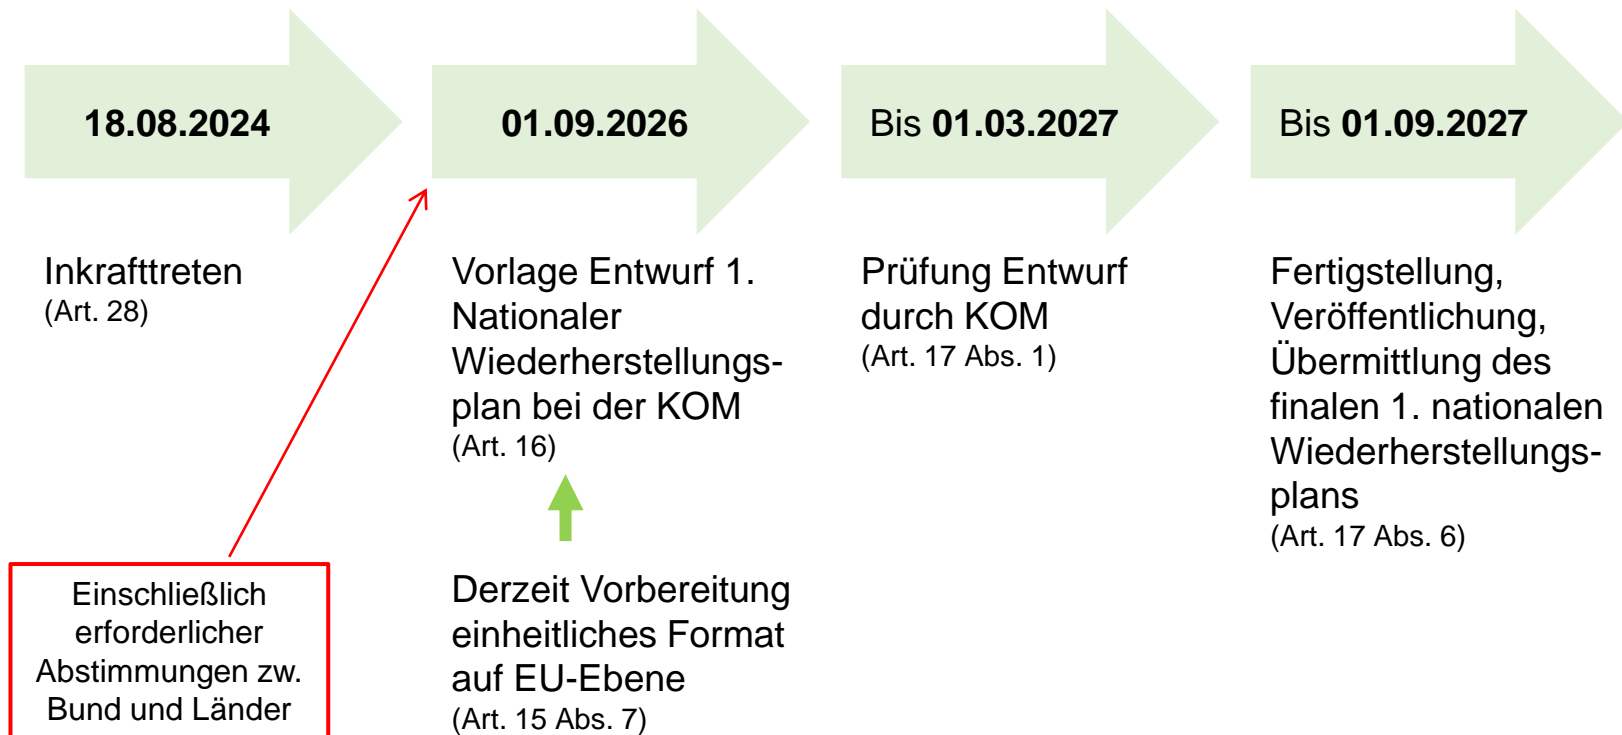 18.08.2024
Inkrafttreten
(Art. 28)
Einschließlich
erforderlicher
Abstimmungen zw.
Bund und Länder
01.09.2026
Vorlage Entwurf 1.
Nationaler
Wiederherstellungs-
plan bei der KOM
(Art. 16)
Derzeit Vorbereitung
einheitliches Format
auf EU-Ebene
(Art. 15 Abs. 7)
Bis 01.03.2027
Prüfung Entwurf
durch KOM
(Art. 17 Abs. 1)
Bis 01.09.2027
Fertigstellung,
Veröffentlichung,
Übermittlung des
finalen 1. nationalen
Wiederherstellungs-
plans
(Art. 17 Abs. 6)